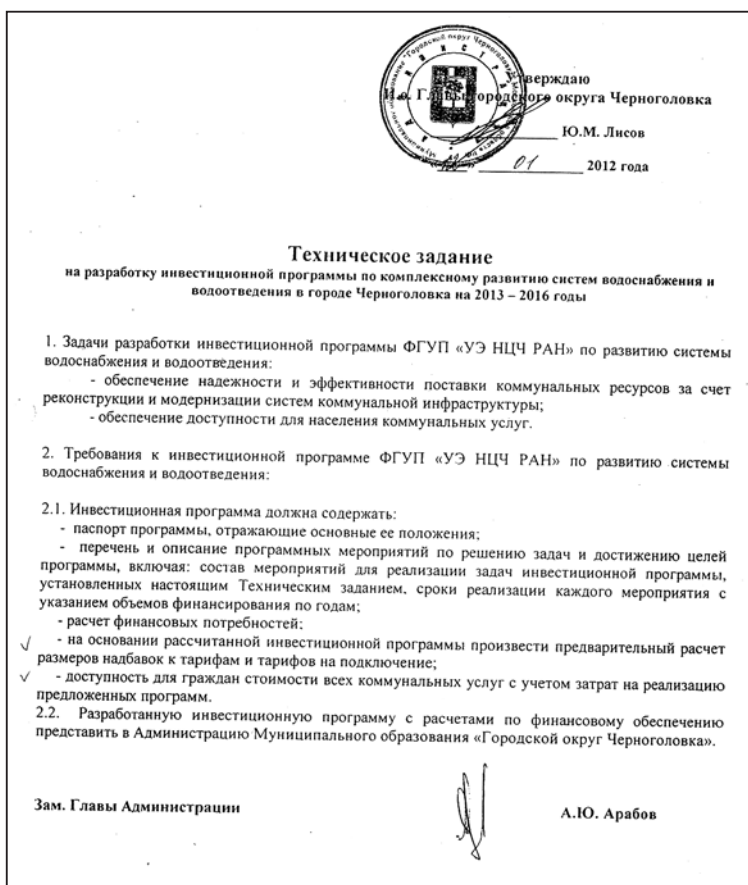 Утверждаю
И.о. Главы городского округа Черноголовка
Ю.М. Лисов
01 2012 года
Техническое задание
на разработку инвестиционной программы по комплексному развитию систем водоснабжения и
водоотведения в городе Черноголовка на 2013 – 2016 годы
1. Задачи разработки инвестиционной программы ФГУП «УЭ НЦЧ РАН» по развитию системы
водоснабжения и водоотведения:
- обеспечение надежности и эффективности поставки коммунальных ресурсов за счет
реконструкции и модернизации систем коммунальной инфраструктуры;
- обеспечение доступности для населения коммунальных услуг.
2. Требования к инвестиционной программе ФГУП «УЭ НЦЧ РАН» по развитию системы
водоснабжения и водоотведения:
2.1. Инвестиционная программа должна содержать:
- паспорт программы, отражающие основные ее положения;
- перечень и описание программных мероприятий по решению задач и достижению целей
программы, включая: состав мероприятий для реализации задач инвестиционной программы,
установленных настоящим Техническим заданием, сроки реализации каждого мероприятия с
указанием объемов финансирования по годам;
- расчет финансовых потребностей;
- на основании рассчитанной инвестиционной программы произвести предварительный расчет
размеров надбавок к тарифам и тарифов на подключение;
- доступность для граждан стоимости всех коммунальных услуг с учетом затрат на реализацию
предложенных программ.
2.2. Разработанную инвестиционную программу с расчетами по финансовому обеспечению
представить в Администрацию Муниципального образования «Городской округ Черноголовка».
Зам. Главы Администрации
А.Ю. Арабов